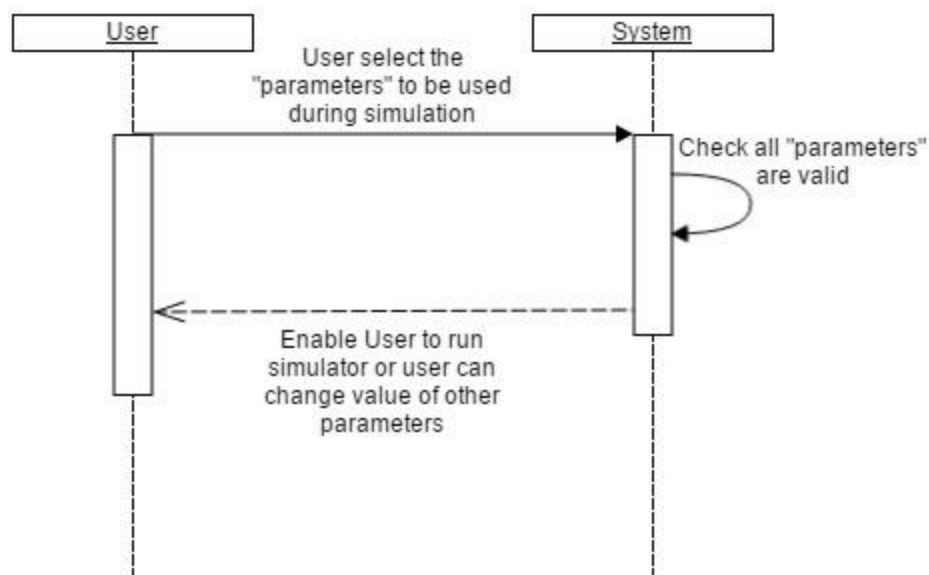 User
System
User select the
"parameters" to be used
during simulation
Check all "parameters"
are valid
Enable User to run
simulator or user can
change value of other
parameters